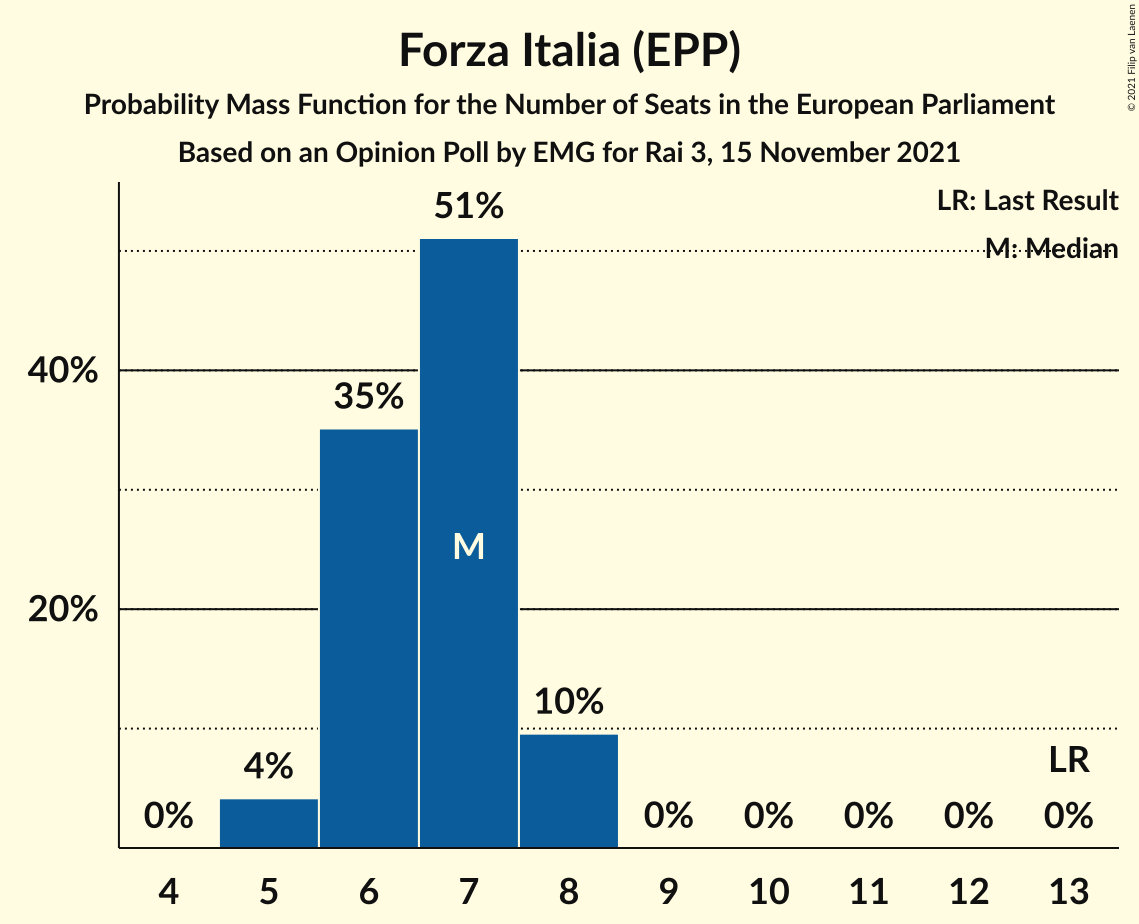 Forza Italia (EPP)
Probability Mass Function for the Number of Seats in the European Parliament
Based on an Opinion Poll by EMG for Rai 3, 15 November 2021
© 2021 Filip van Laenen
LR: Last Result
M: Median
51%
40%
35%
M
20%
10%
4%
LR
0% 0% 0% 0% 0% 0%
4 5 6 7 8 9 10 11 12 13